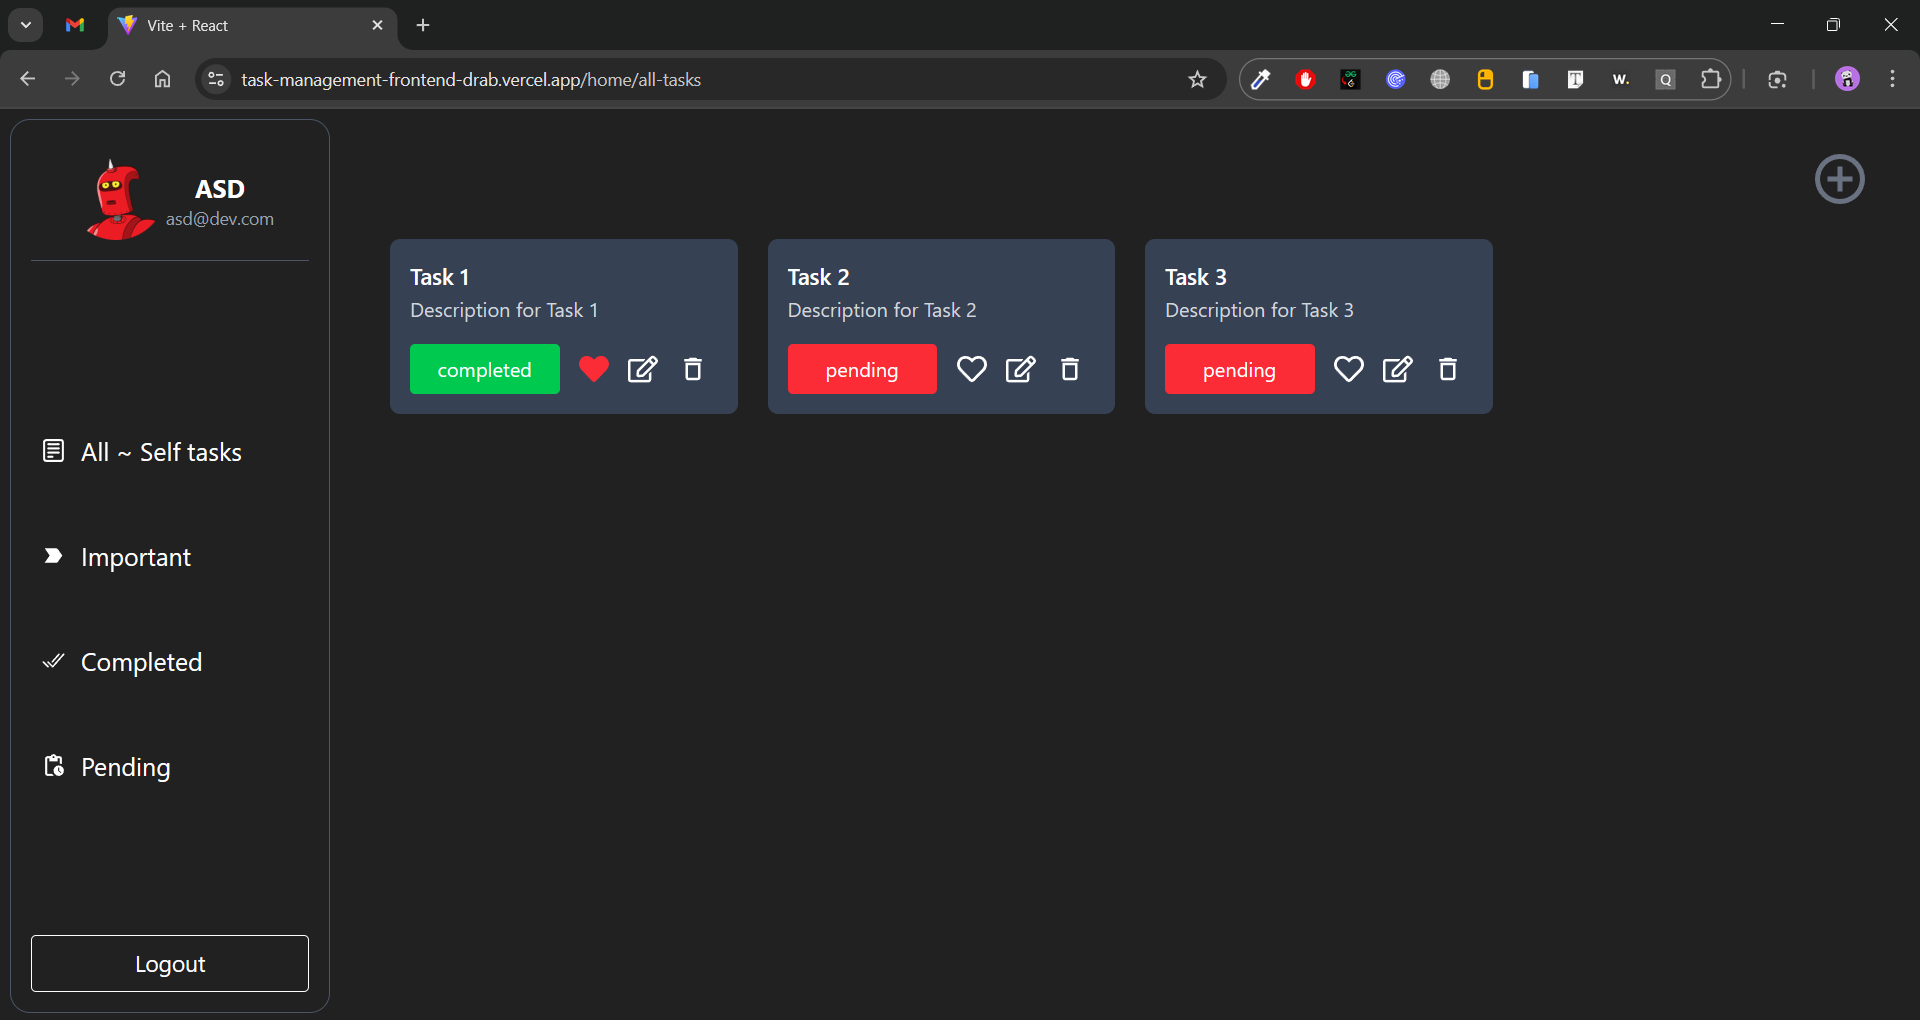 Vite + React
task-management-frontend-drab.vercel.app/home/all-tasks
W.
Q
ASD
asd@dev.com
Task 1
Description for Task 1
completed
Task 2
Description for Task 2
pending
Task 3
Description for Task 3
pending
All ~ Self tasks
Important
Completed
Pending
Logout